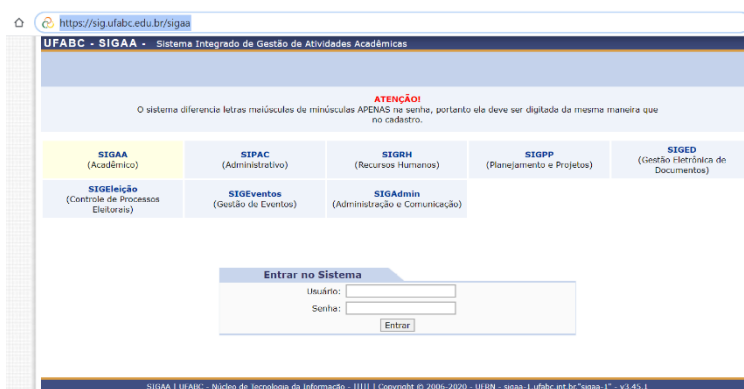 https://sig.ufabc.edu.br/sigaa
UFABC - SIGAA - Sistema Integrado de Gestão de Atividades Acadêmicas
ATENÇÃO!
O sistema diferencia letras maiúsculas de minúsculas APENAS na senha, portanto ela deve ser digitada da mesma maneira que
no cadastro.
SIGAA
(Acadêmico)
SIPAC
(Administrativo)
SIGRH
(Recursos Humanos)
SIGPP
(Planejamento e Projetos)
SIGED
(Gestão Eletrônica de
Documentos)
SIGEleição
(Controle de Processos
Eleitorais)
SIGEventos
(Gestão de Eventos)
SIGAdmin
(Administração e Comunicação)
Entrar no Sistema
Usuário:
Senha:
Entrar
SIGAA | UFABC - Núcleo de Tecnologia da Informação - ||||| | Copyright © 2006-2020 - UFRN - sigaa-1.ufabc.int.br."sigaa-1" - v3.45.1